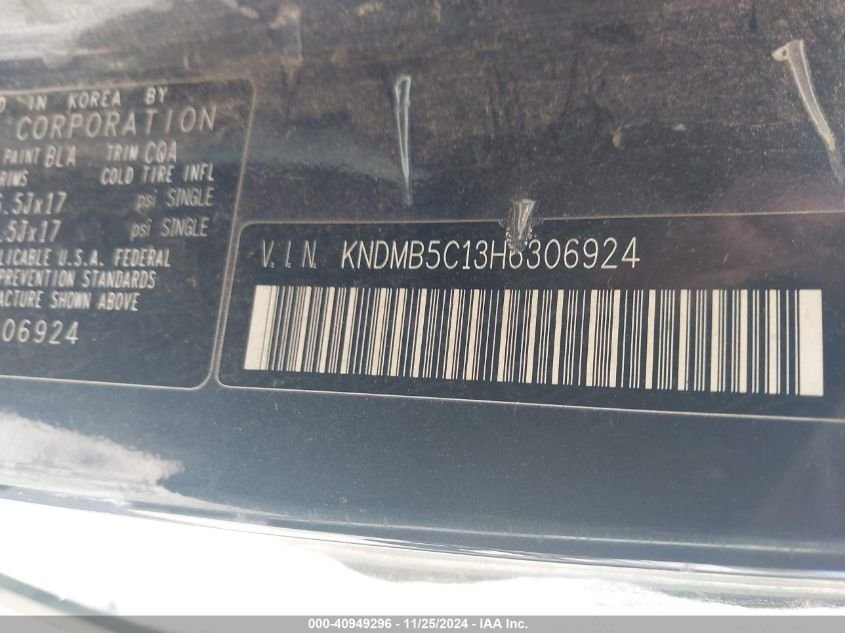 D IN KOREA BY
CORPORATION
PAINT BLA TRIM CQA
RIMS COLD TIRE INFL
.5Jx17 psi SINGLE
.5Jx17 psi SINGLE
LICABLE U.S.A. FEDERAL
PREVENTION STANDARDS
ACTURE SHOWN ABOVE
06924
V.I.N. KNDMB5C13H6306924
000-40949296 - 11/25/2024 - IAA Inc.